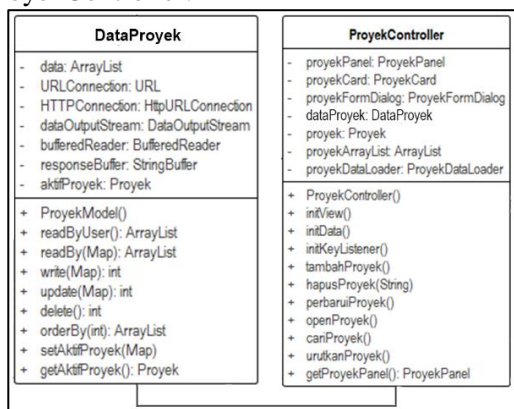 DataProyek
- data: ArrayList
- URLConnection: URL
- HTTPConnection: HttpURLConnection
- dataOutputStream: DataOutputStream
- bufferedReader: BufferedReader
- responseBuffer: StringBuffer
- aktifProyek: Proyek
+ ProyekModel()
+ readByUser(): ArrayList
+ readBy(Map): ArrayList
+ write(Map): int
+ update(Map): int
+ delete(): int
+ orderBy(int): ArrayList
+ setAktifProyek(Map)
+ getAktifProyek(): Proyek
ProyekController
- proyekPanel: ProyekPanel
- proyekCard: ProyekCard
- proyekFormDialog: ProyekFormDialog
- dataProyek: DataProyek
- proyek: Proyek
- proyekArrayList: ArrayList
- proyekDataLoader: ProyekDataLoader
+ ProyekController()
+ initView()
+ initData()
+ initKeyListener()
+ tambahProyek()
+ hapusProyek(String)
+ perbaruiProyek()
+ openProyek()
+ cariProyek()
+ urutkanProyek()
+ getProyekPanel(): ProyekPanel